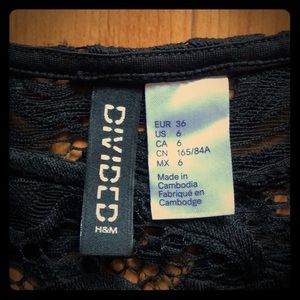 DIVIDED
H&M
EUR 36
US 6
CA 6
CN 165/84A
MX 6
Made in
Cambodia
Fabriqué en
Cambodge